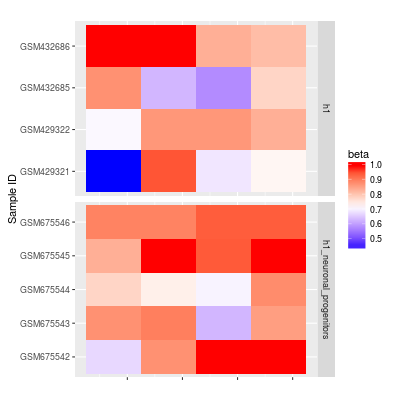 GSM432686
GSM432685
GSM429322
GSM429321
h1
GSM675546
GSM675545
GSM675544
GSM675543
GSM675542
h1_neuronal_progenitors
Sample ID
beta
1.0
0.9
0.8
0.7
0.6
0.5